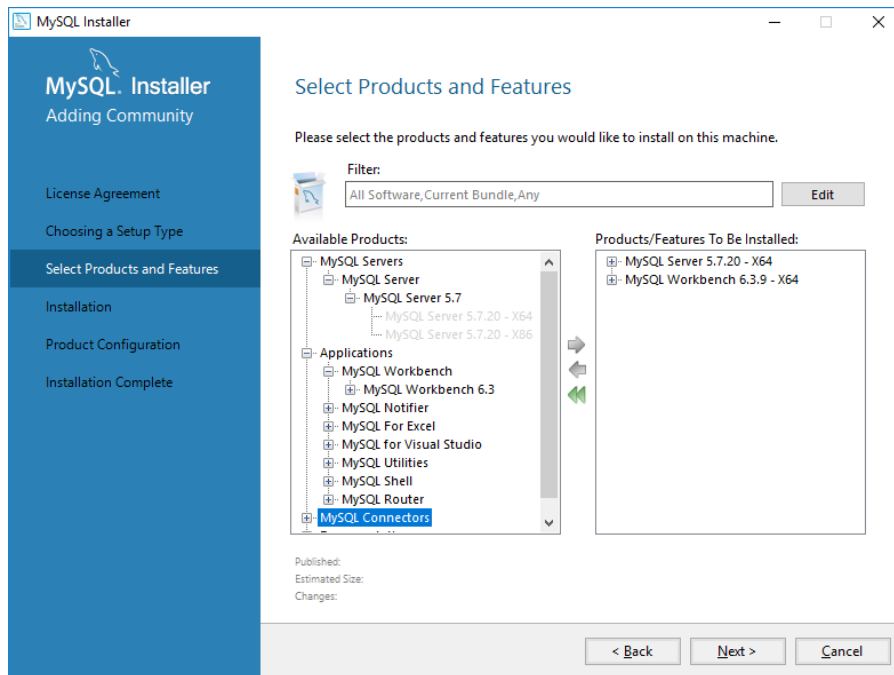 MySQL Installer
MySQL. Installer
Adding Community
License Agreement
Choosing a Setup Type
Select Products and Features
Installation
Product Configuration
Installation Complete
Select Products and Features
Please select the products and features you would like to install on this machine.
Filter:
All Software,Current Bundle,Any
Edit
Available Products:
MySQL Servers
MySQL Server
MySQL Server 5.7
MySQL Server 5.7.20 - X64
MySQL Server 5.7.20 - X86
Applications
MySQL Workbench
MySQL Workbench 6.3
MySQL Notifier
MySQL For Excel
MySQL for Visual Studio
MySQL Utilities
MySQL Shell
MySQL Router
MySQL Connectors
Products/Features To Be Installed:
MySQL Server 5.7.20 - X64
MySQL Workbench 6.3.9 - X64
Published:
Estimated Size:
Changes:
< Back
Next >
Cancel